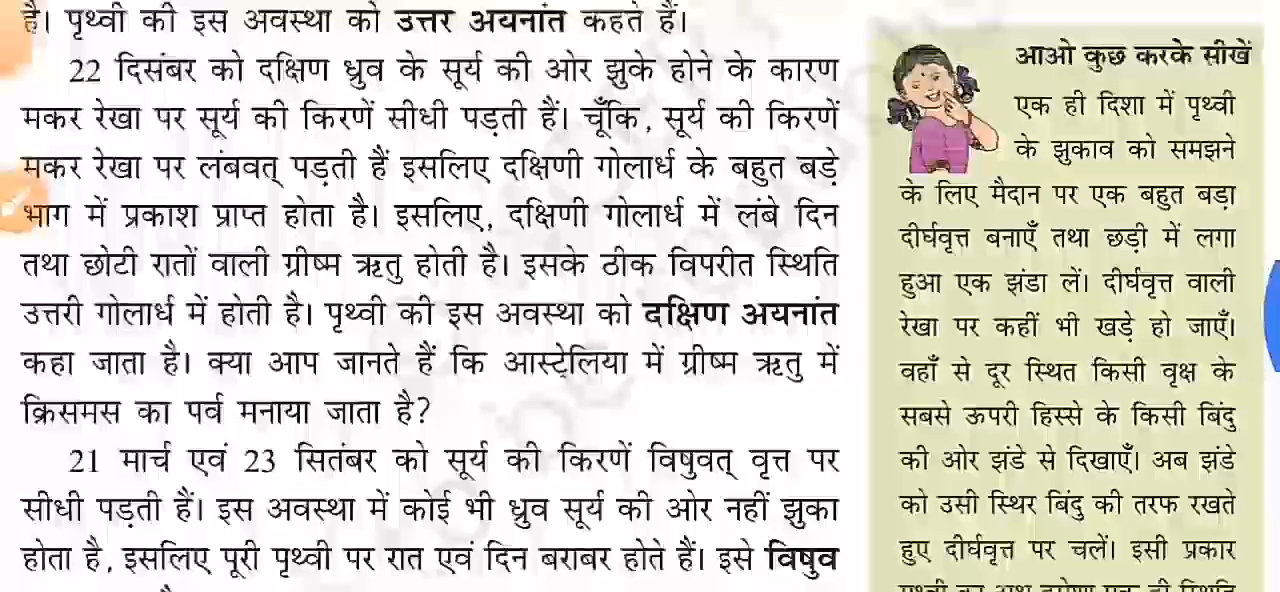 है। पृथ्वी की इस अवस्था को उत्तर अयनांत कहते हैं।
22 दिसंबर को दक्षिण ध्रुव के सूर्य की ओर झुके होने के कारण
मकर रेखा पर सूर्य की किरणें सीधी पड़ती हैं। चूँकि, सूर्य की किरणें
मकर रेखा पर लंबवत् पड़ती हैं इसलिए दक्षिणी गोलार्ध के बहुत बड़े
भाग में प्रकाश प्राप्त होता है। इसलिए, दक्षिणी गोलार्ध में लंबे दिन
तथा छोटी रातों वाली ग्रीष्म ऋतु होती है। इसके ठीक विपरीत स्थिति
उत्तरी गोलार्ध में होती है। पृथ्वी की इस अवस्था को दक्षिण अयनांत
कहा जाता है। क्या आप जानते हैं कि आस्ट्रेलिया में ग्रीष्म ऋतु में
क्रिसमस का पर्व मनाया जाता है?
21 मार्च एवं 23 सितंबर को सूर्य की किरणें विषुवत् वृत्त पर
सीधी पड़ती हैं। इस अवस्था में कोई भी ध्रुव सूर्य की ओर नहीं झुका
होता है, इसलिए पूरी पृथ्वी पर रात एवं दिन बराबर होते हैं। इसे विषुव
आओ कुछ करके सीखें
एक ही दिशा में पृथ्वी
के झुकाव को समझने
के लिए मैदान पर एक बहुत बड़ा
दीर्घवृत्त बनाएँ तथा छड़ी में लगा
हुआ एक झंडा लें। दीर्घवृत्त वाली
रेखा पर कहीं भी खड़े हो जाएँ।
वहाँ से दूर स्थित किसी वृक्ष के
सबसे ऊपरी हिस्से के किसी बिंदु
की ओर झंडे से दिखाएँ। अब झंडे
को उसी स्थिर बिंदु की तरफ रखते
हुए दीर्घवृत्त पर चलें। इसी प्रकार